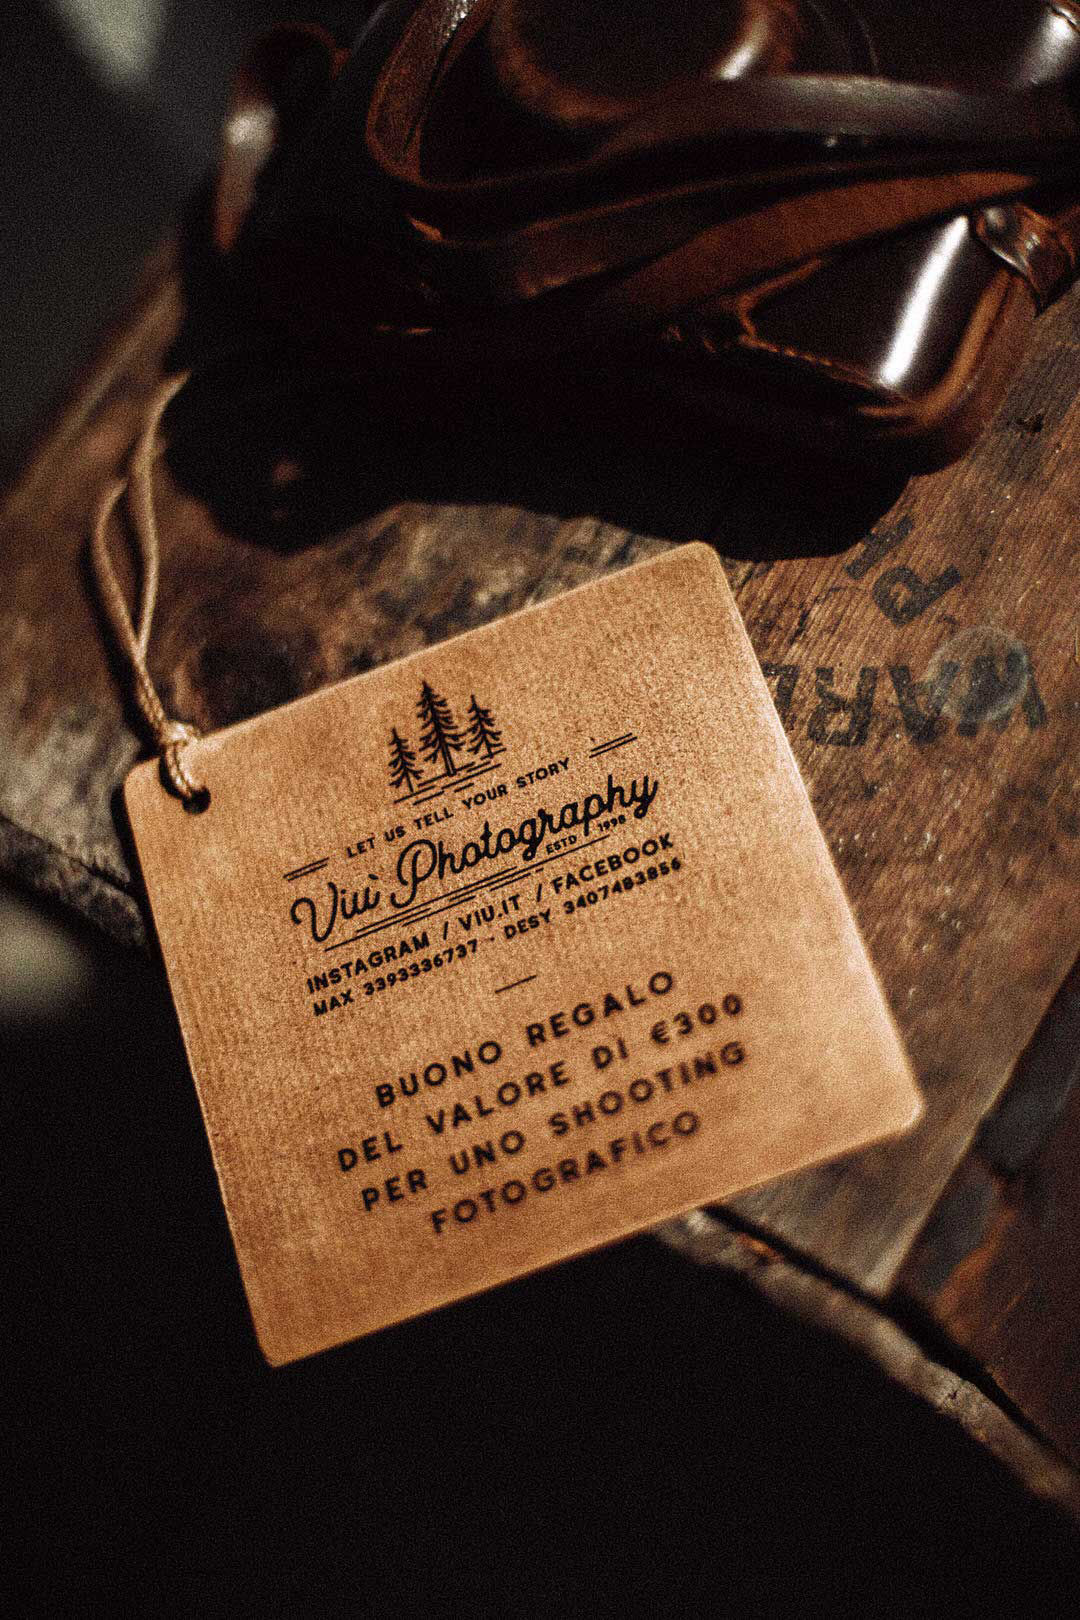 LET US TELL YOUR STORY
Viuì Photography
ESTD 1998
INSTAGRAM / VIU.IT / FACEBOOK
MAX 3393336737 - DESY 3407483856
BUONO REGALO
DEL VALORE DI €300
PER UNO SHOOTING
FOTOGRAFICO